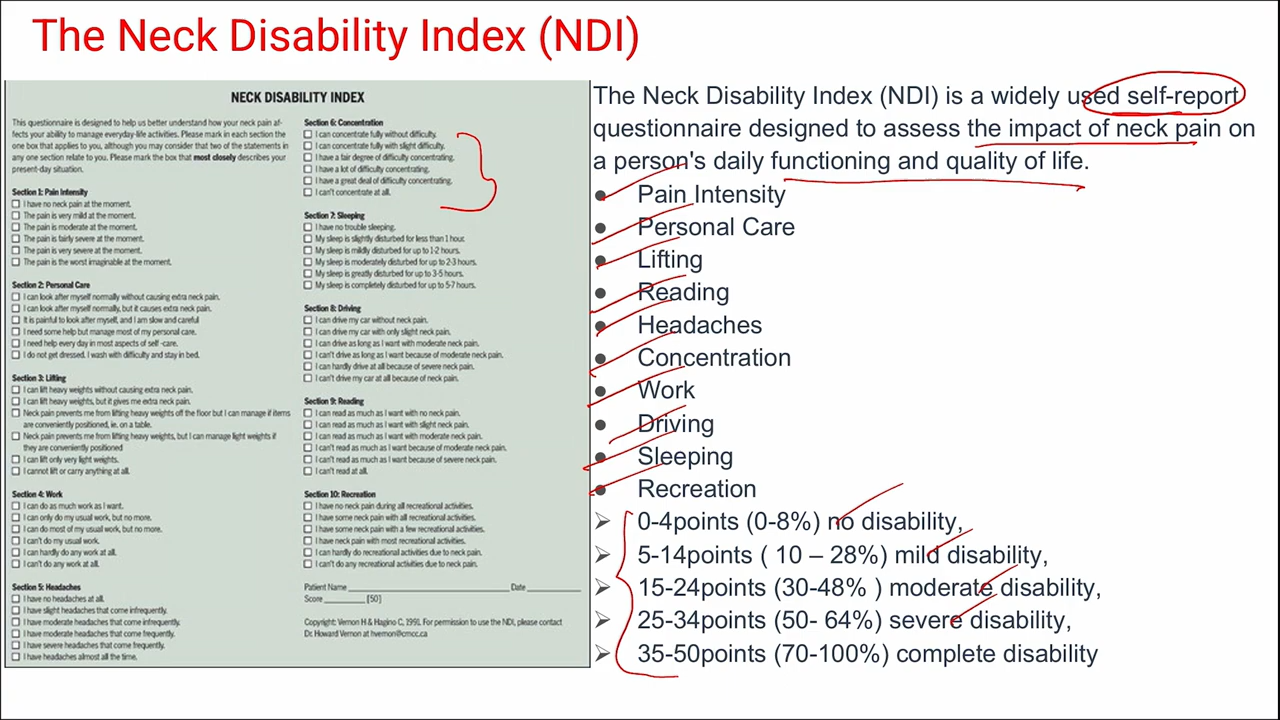 The Neck Disability Index (NDI)
NECK DISABILITY INDEX
This questionnaire is designed to help us better understand how your neck pain af-
fects your ability to manage everyday-life activities. Please mark in each section the
one box that applies to you, although you may consider that two of the statements in
any one section relate to you. Please mark the box that most closely describes your
present-day situation.
Section 1: Pain Intensity
I have no neck pain at the moment.
The pain is very mild at the moment.
The pain is moderate at the moment.
The pain is fairly severe at the moment.
The pain is very severe at the moment.
The pain is the worst imaginable at the moment.
Section 2: Personal Care
I can look after myself normally without causing extra neck pain.
I can look after myself normally, but it causes extra neck pain.
It is painful to look after myself, and I am slow and careful
I need some help but manage most of my personal care.
I need help every day in most aspects of self -care.
I do not get dressed. I wash with difficulty and stay in bed.
Section 3: Lifting
I can lift heavy weights without causing extra neck pain.
I can lift heavy weights, but it gives me extra neck pain.
Neck pain prevents me from lifting heavy weights off the floor but I can manage if items
are conveniently positioned, ie. on a table.
Neck pain prevents me from lifting heavy weights, but I can manage light weights if
they are conveniently positioned
I can lift only very light weights.
I cannot lift or carry anything at all.
Section 4: Work
I can do as much work as I want.
I can only do my usual work, but no more.
I can do most of my usual work, but no more.
I can't do my usual work.
I can hardly do any work at all.
I can't do any work at all.
Section 5: Headaches
I have no headaches at all.
I have slight headaches that come infrequently.
I have moderate headaches that come infrequently.
I have moderate headaches that come frequently.
I have severe headaches that come frequently.
I have headaches almost all the time.
Section 6: Concentration
I can concentrate fully without difficulty.
I can concentrate fully with slight difficulty.
I have a fair degree of difficulty concentrating.
I have a lot of difficulty concentrating.
I have a great deal of difficulty concentrating.
I can't concentrate at all.
Section 7: Sleeping
I have no trouble sleeping.
My sleep is slightly disturbed for less than 1 hour.
My sleep is mildly disturbed for up to 1-2 hours.
My sleep is moderately disturbed for up to 2-3 hours.
My sleep is greatly disturbed for up to 3-5 hours.
My sleep is completely disturbed for up to 5-7 hours.
Section 8: Driving
I can drive my car without neck pain.
I can drive my car with only slight neck pain.
I can drive as long as I want with moderate neck pain.
I can't drive as long as I want because of moderate neck pain.
I can hardly drive at all because of severe neck pain.
I can't drive my car at all because of neck pain.
Section 9: Reading
I can read as much as I want with no neck pain.
I can read as much as I want with slight neck pain.
I can read as much as I want with moderate neck pain.
I can't read as much as I want because of moderate neck pain.
I can't read as much as I want because of severe neck pain.
I can't read at all.
Section 10: Recreation
I have no neck pain during all recreational activities.
I have some neck pain with all recreational activities.
I have some neck pain with a few recreational activities.
I have neck pain with most recreational activities.
I can hardly do recreational activities due to neck pain.
I can't do any recreational activities due to neck pain.
Patient Name ____ Date ____
Score ____ [50]
Copyright: Vernon H & Hagino C, 1991. For permission to use the NDI, please contact
Dr. Howard Vernon at hvernon@cmcc.ca
The Neck Disability Index (NDI) is a widely used self-report
questionnaire designed to assess the impact of neck pain on
a person's daily functioning and quality of life.
● Pain Intensity
● Personal Care
● Lifting
● Reading
● Headaches
● Concentration
● Work
● Driving
● Sleeping
● Recreation
➢ 0-4points (0-8%) no disability,
➢ 5-14points ( 10 – 28%) mild disability,
➢ 15-24points (30-48% ) moderate disability,
➢ 25-34points (50- 64%) severe disability,
➢ 35-50points (70-100%) complete disability